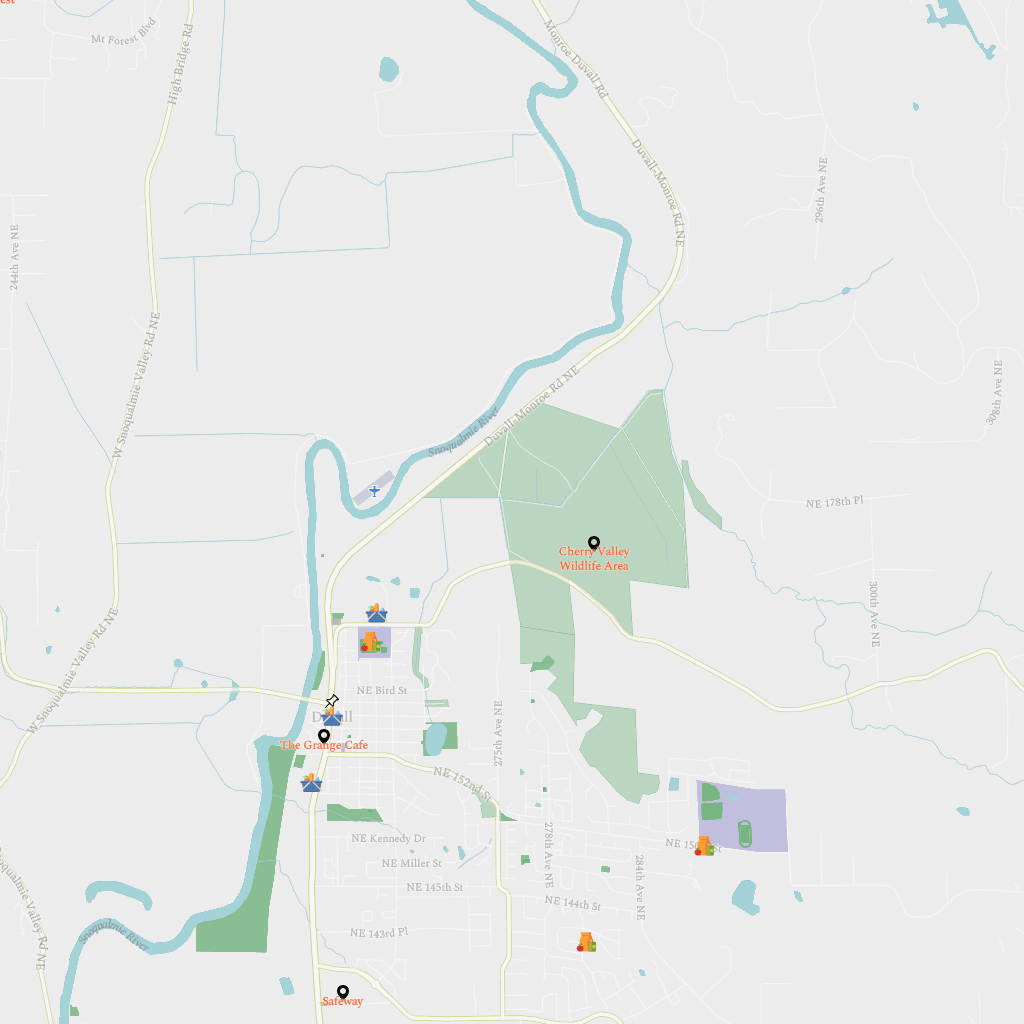 est
Mt Forest Blvd
High Bridge Rd
Monroe Duvall Rd
Duvall-Monroe Rd NE
296th Ave NE
244th Ave NE
W Snoqualmie Valley Rd NE
308th Ave NE
Duvall-Monroe Rd NE
Snoqualmie River
NE 178th Pl
Cherry Valley
Wildlife Area
300th Ave NE
W Snoqualmie Valley Rd NE
NE Bird St
The Grange Cafe
275th Ave NE
NE 152nd St
NE Kennedy Dr
278th Ave NE
NE 150th St
NE Miller St
284th Ave NE
NE 145th St
NE 144th St
Snoqualmie River
NE 143rd Pl
Snoqualmie Valley Rd NE
Safeway